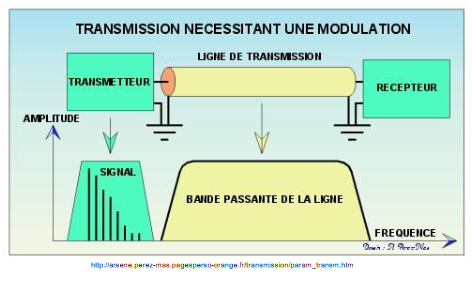 TRANSMISSION NECESSITANT UNE MODULATION
LIGNE DE TRANSMISSION
TRANSMETTEUR
RECEPTEUR
AMPLITUDE
SIGNAL
BANDE PASSANTE DE LA LIGNE
FREQUENCE
Dessin : A. Perez-Mas
http://arsene.perez-mas.pagesperso-orange.fr/transmission/param_transm.htm